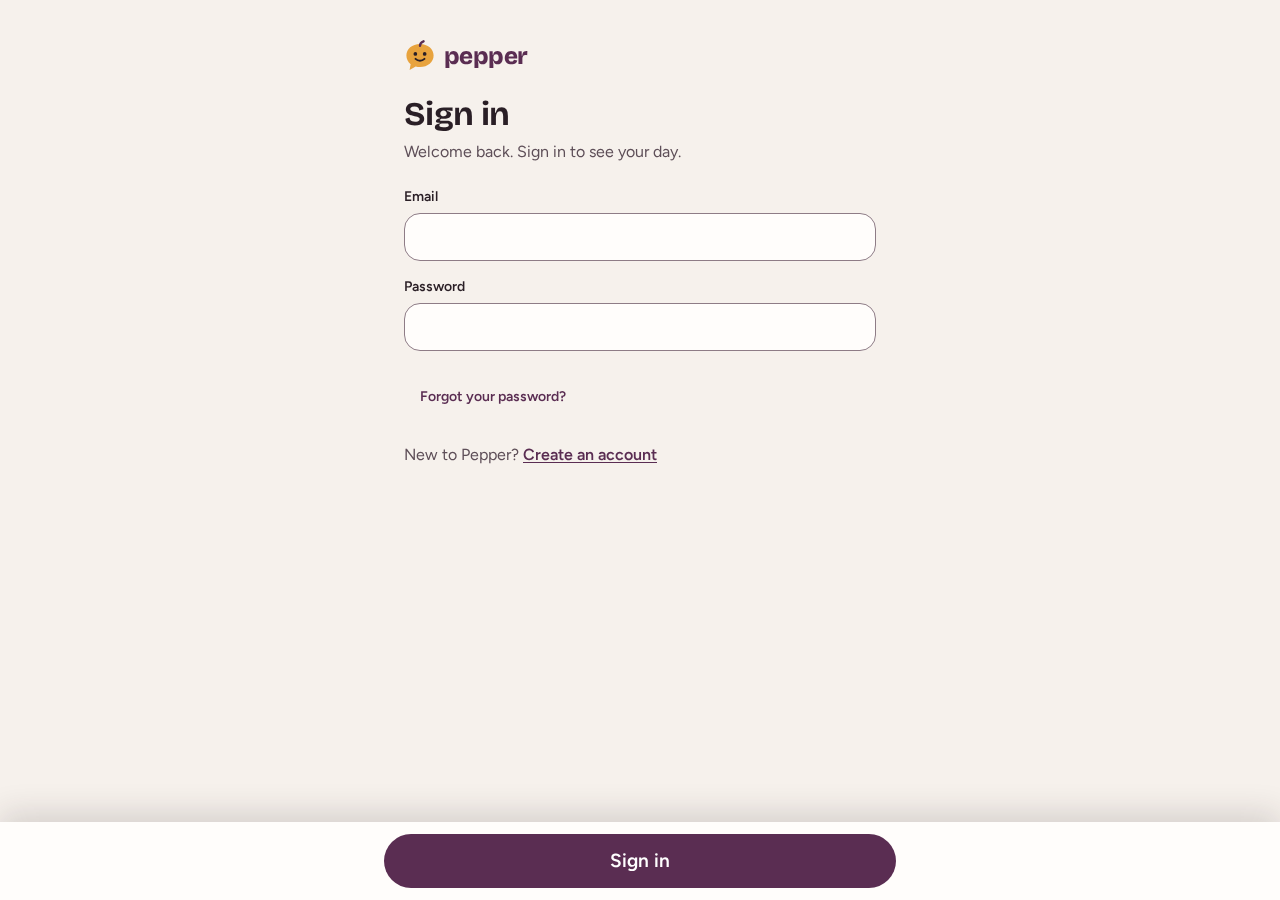 pepper
Sign in
Welcome back. Sign in to see your day.
Email
Password
Forgot your password?
New to Pepper? Create an account
Sign in